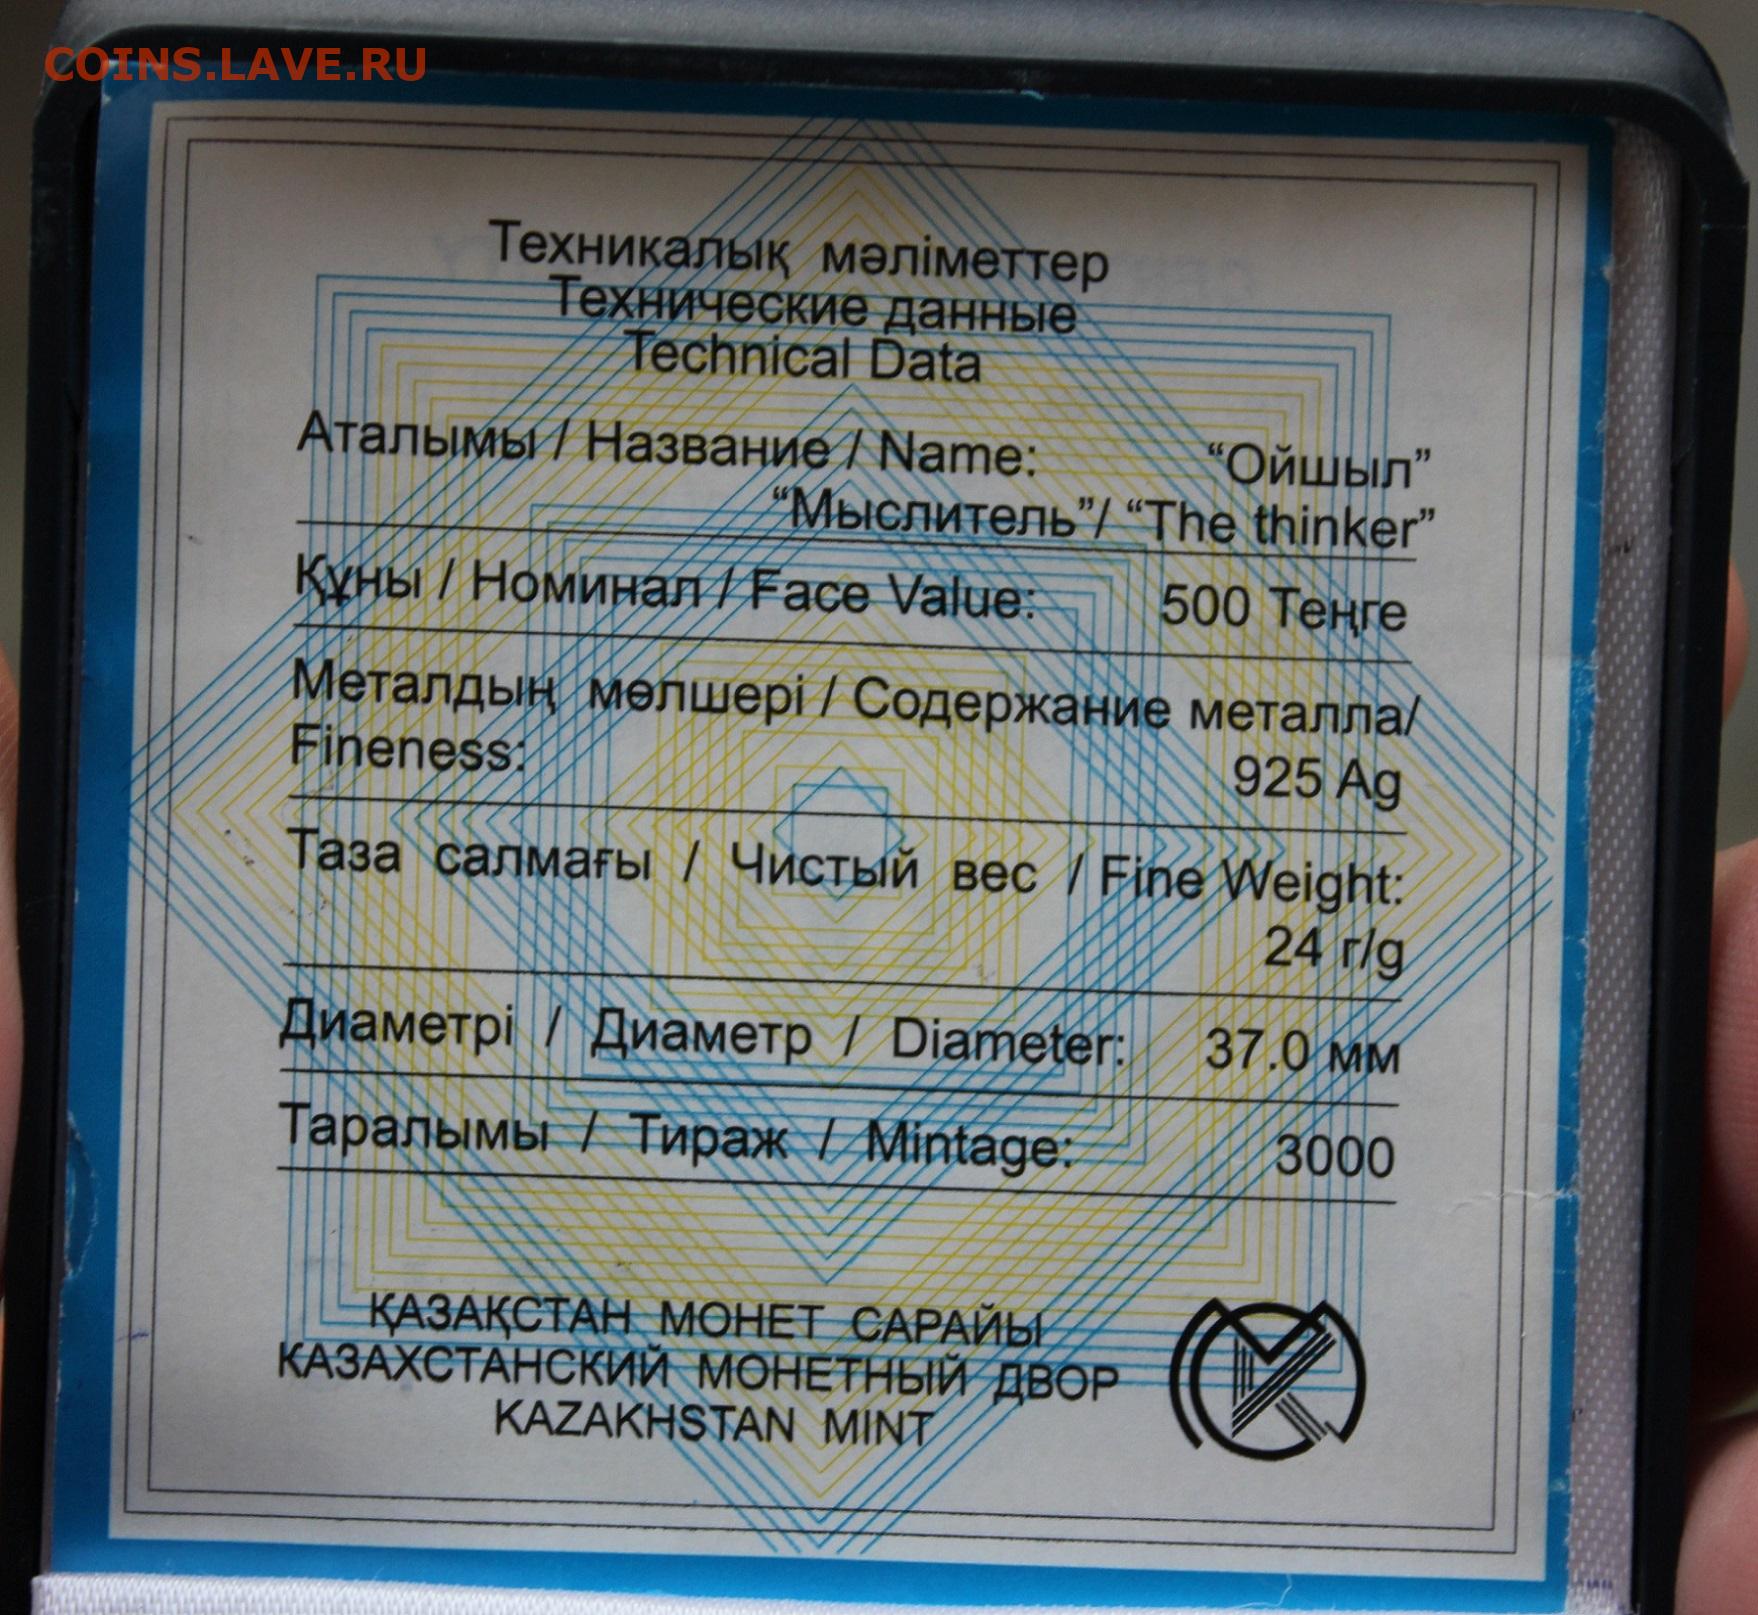 COINS.LAVE.RU
Техникалық мәліметтер
Технические данные
Technical Data
Аталымы / Название / Name: “Ойшыл”
“Мыслитель”/ “The thinker”
Құны / Номинал / Face Value: 500 Теңге
Металдың мөлшері / Содержание металла/
Fineness: 925 Ag
Таза салмағы / Чистый вес / Fine Weight:
24 г/g
Диаметрі / Диаметр / Diameter: 37.0 мм
Таралымы / Тираж / Mintage: 3000
ҚАЗАҚСТАН МОНЕТ САРАЙЫ
КАЗАХСТАНСКИЙ МОНЕТНЫЙ ДВОР
KAZAKHSTAN MINT